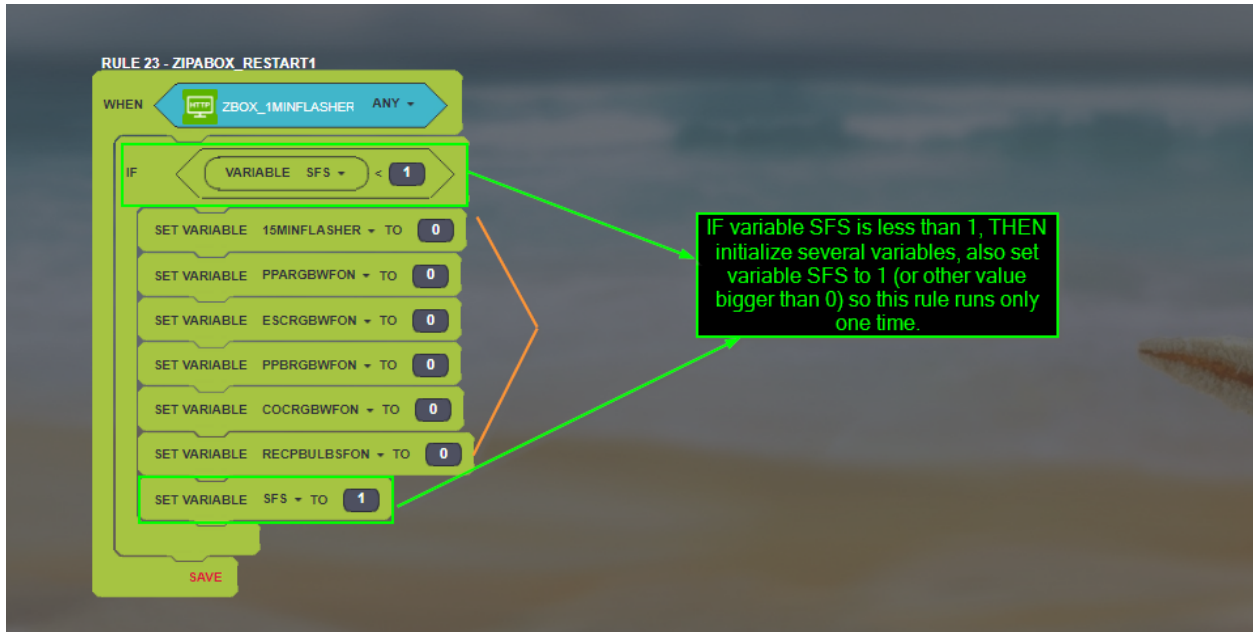 RULE 23 - ZIPABOX_RESTART1
WHEN HTTP ZBOX_1MINFLASHER ANY
IF VARIABLE SFS < 1
SET VARIABLE 15MINFLASHER TO 0
SET VARIABLE PPARGBWFON TO 0
SET VARIABLE ESCRGBWFON TO 0
SET VARIABLE PPBRGBWFON TO 0
SET VARIABLE COCRGBWFON TO 0
SET VARIABLE RECPBULBSFON TO 0
SET VARIABLE SFS TO 1
SAVE
IF variable SFS is less than 1, THEN
initialize several variables, also set
variable SFS to 1 (or other value
bigger than 0) so this rule runs only
one time.